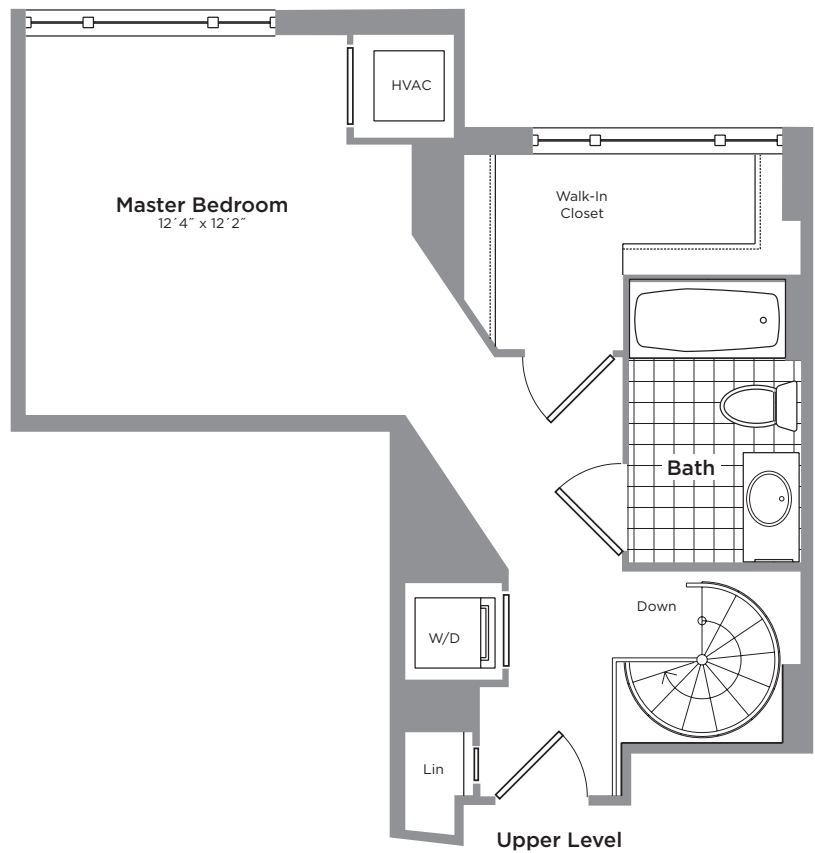 HVAC
Master Bedroom
12´4˝ x 12´2˝
Walk-In
Closet
Bath
Down
W/D
Lin
Upper Level